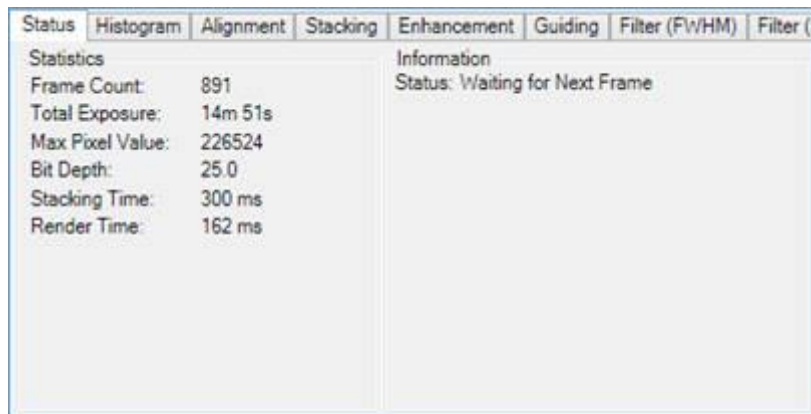 Status Histogram Alignment Stacking Enhancement Guiding Filter (FWHM) Filter (
Statistics
Frame Count: 891
Total Exposure: 14m 51s
Max Pixel Value: 226524
Bit Depth: 25.0
Stacking Time: 300 ms
Render Time: 162 ms
Information
Status: Waiting for Next Frame